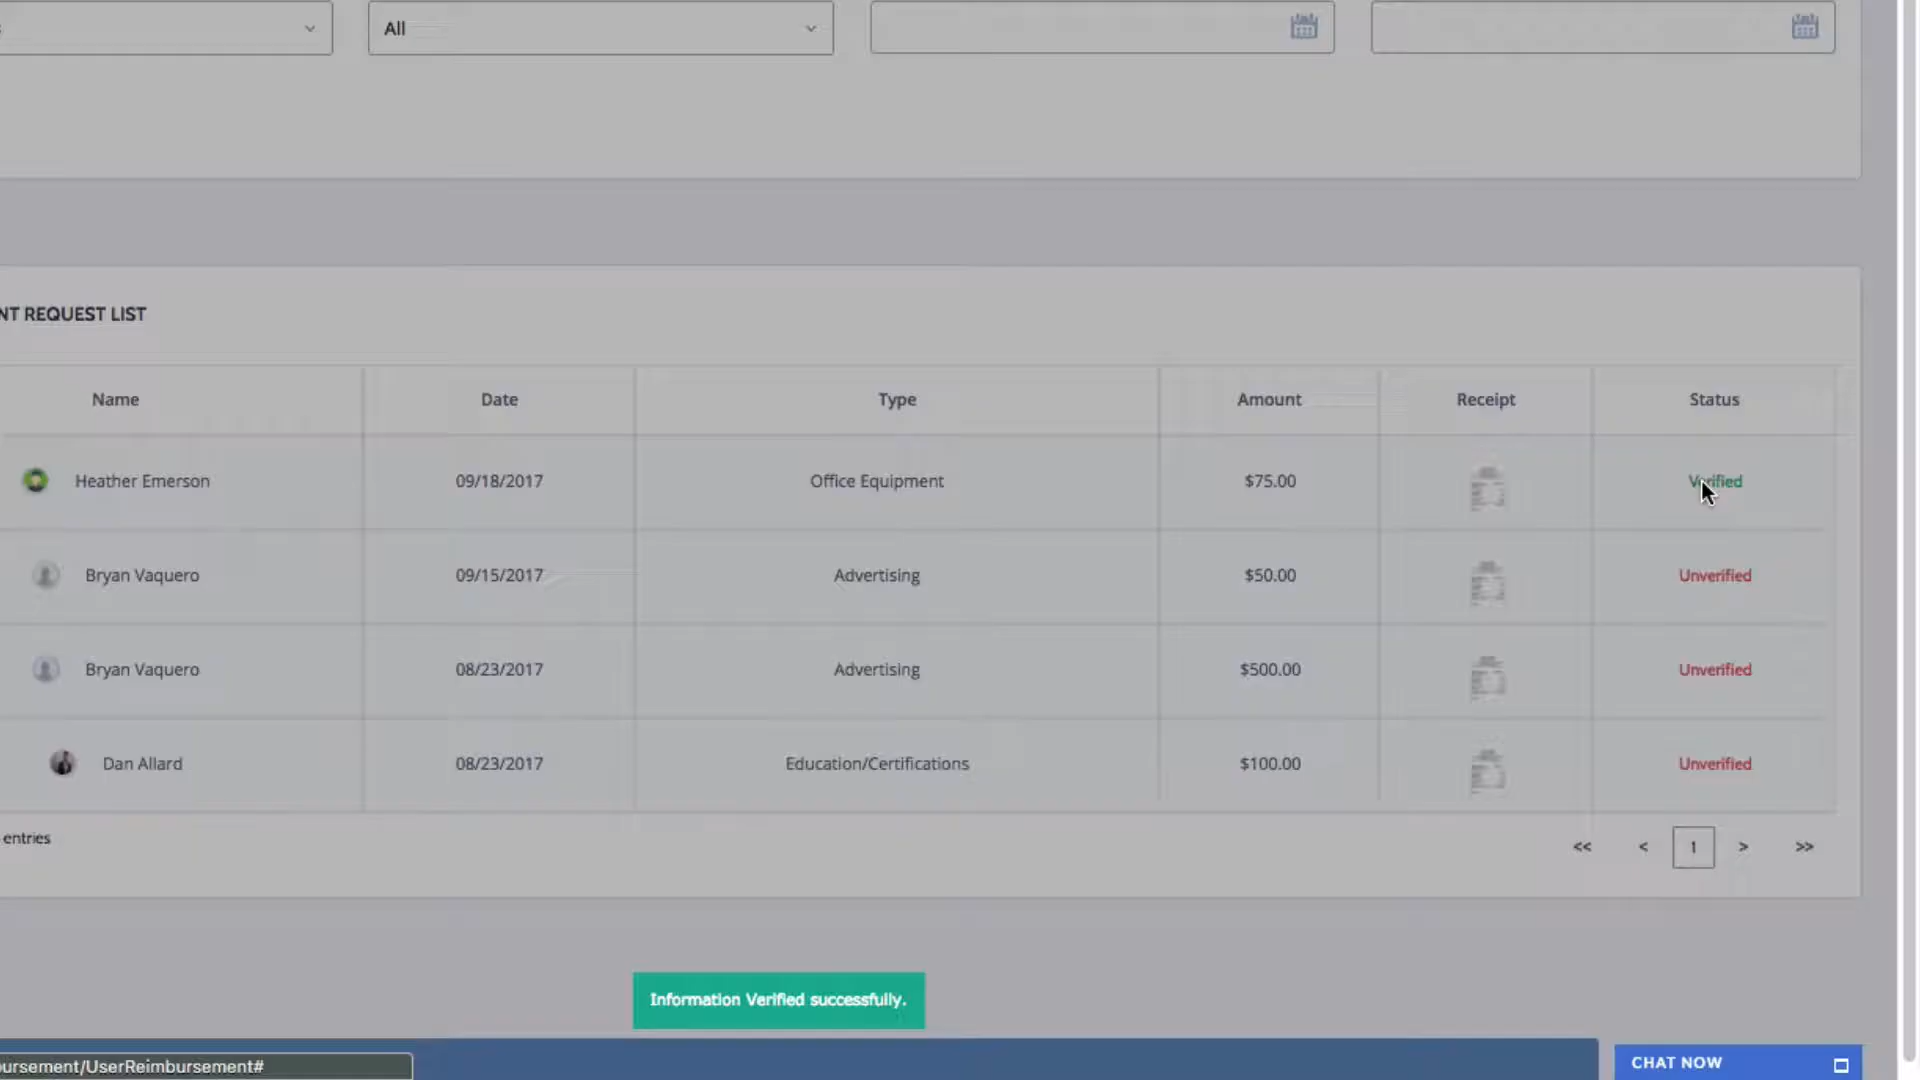 All
NT REQUEST LIST
Name Date Type Amount Receipt Status
Heather Emerson 09/18/2017 Office Equipment $75.00 Verified
Bryan Vaquero 09/15/2017 Advertising $50.00 Unverified
Bryan Vaquero 08/23/2017 Advertising $500.00 Unverified
Dan Allard 08/23/2017 Education/Certifications $100.00 Unverified
entries
<< < 1 > >>
Information Verified successfully.
ursement/UserReimbursement#
CHAT NOW